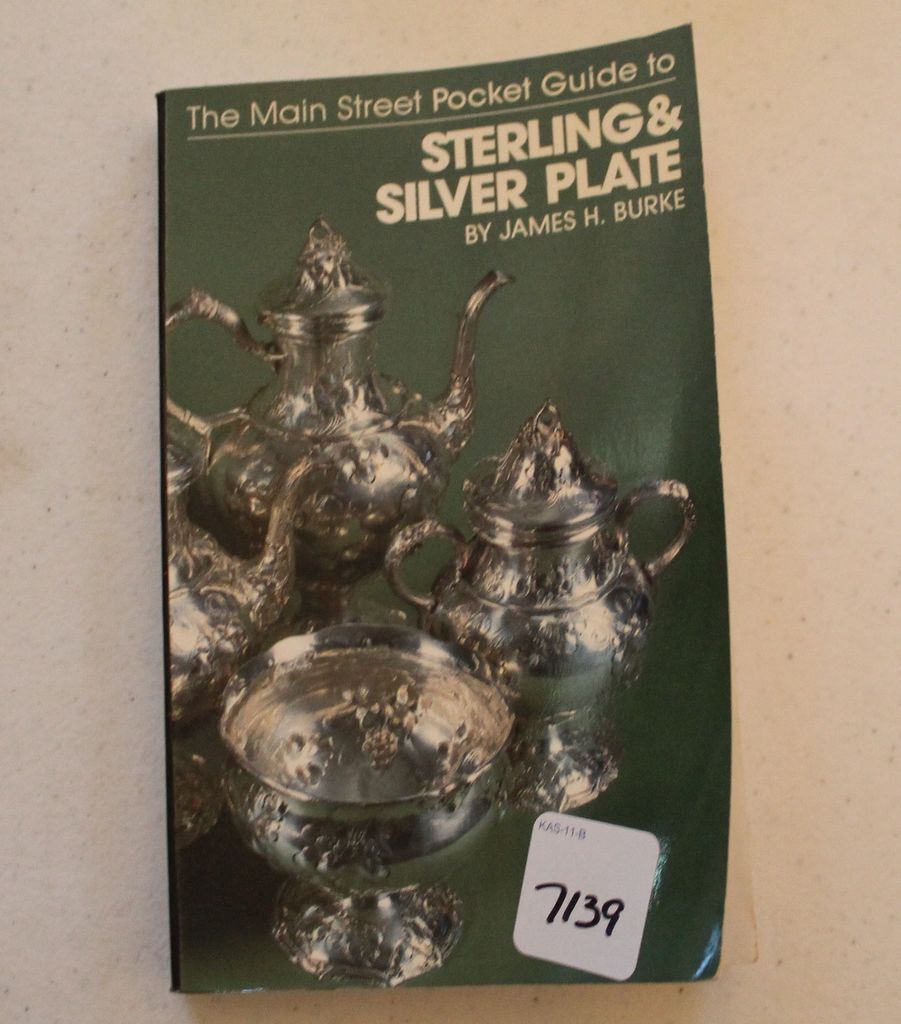 The Main Street Pocket Guide to
STERLING&
SILVER PLATE
BY JAMES H. BURKE
KAS-11-B
7139